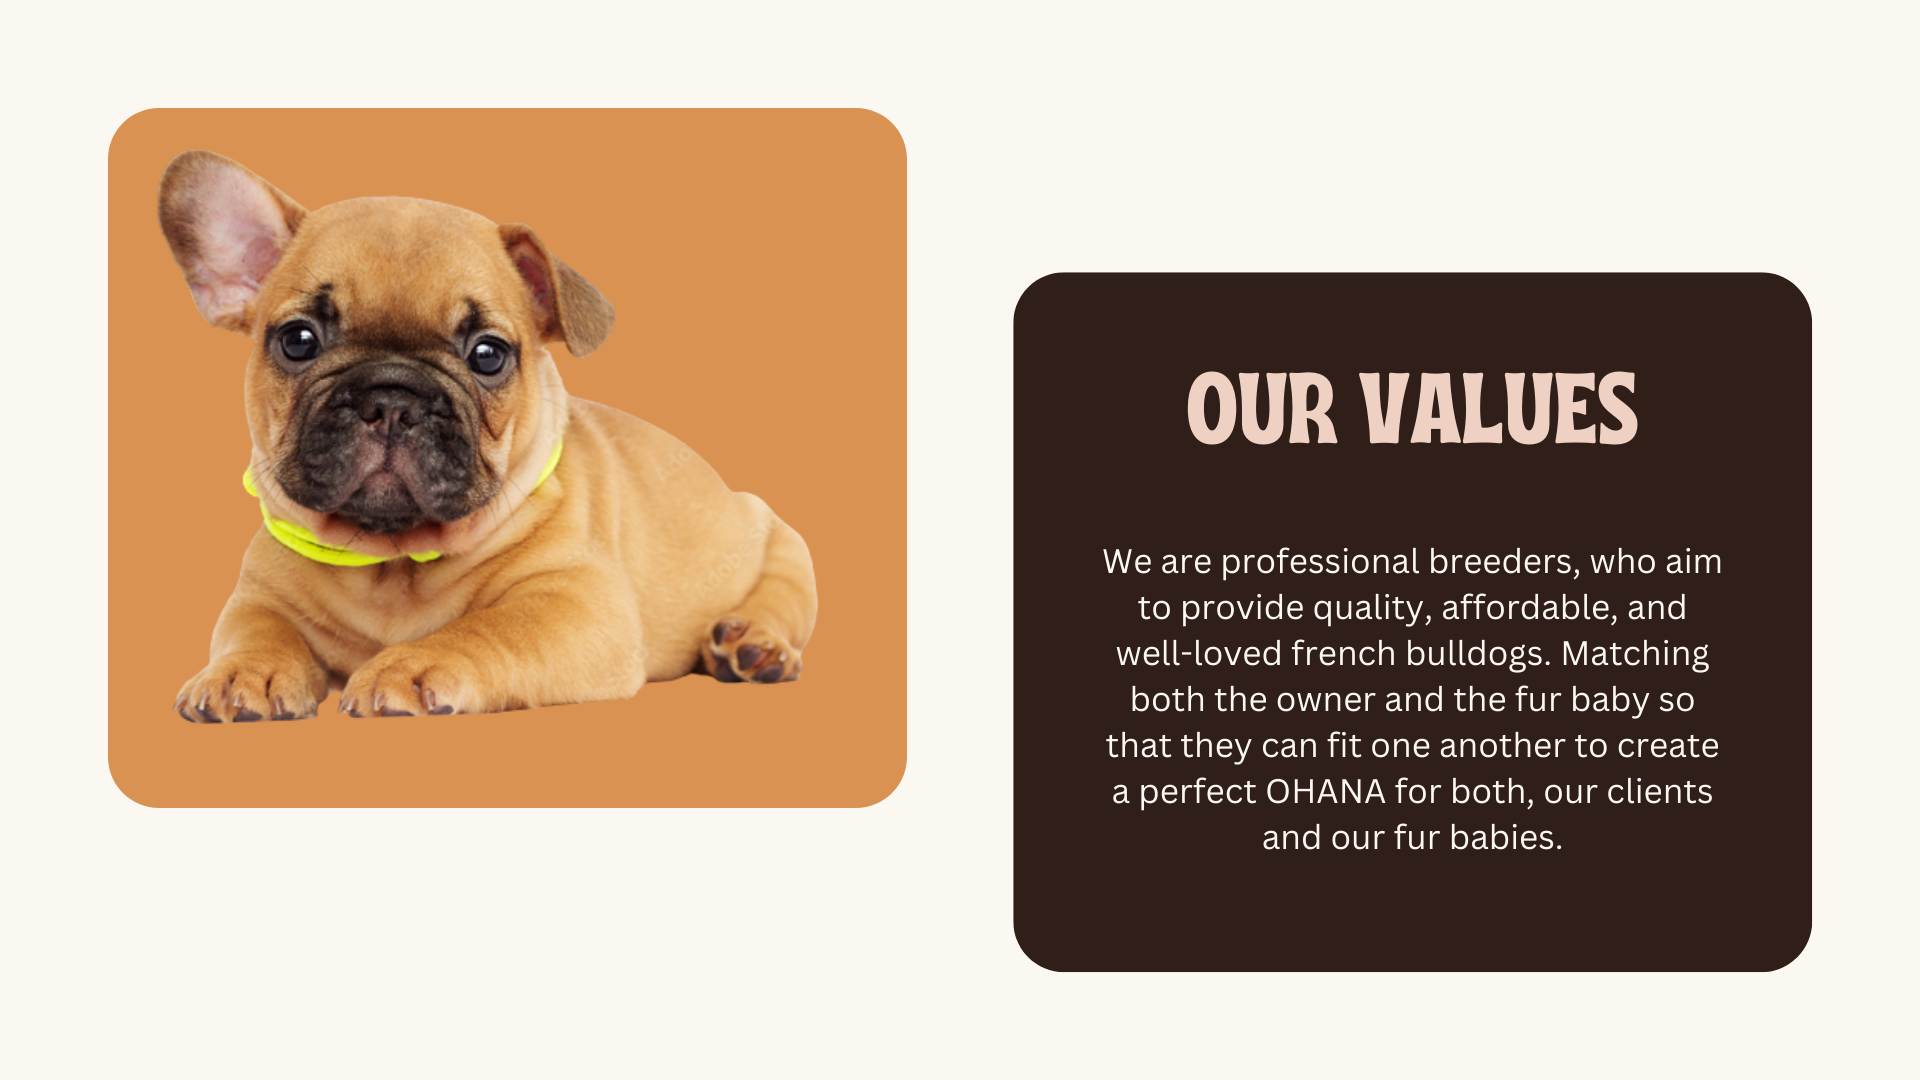 OUR VALUES
We are professional breeders, who aim
to provide quality, affordable, and
well-loved french bulldogs. Matching
both the owner and the fur baby so
that they can fit one another to create
a perfect OHANA for both, our clients
and our fur babies.